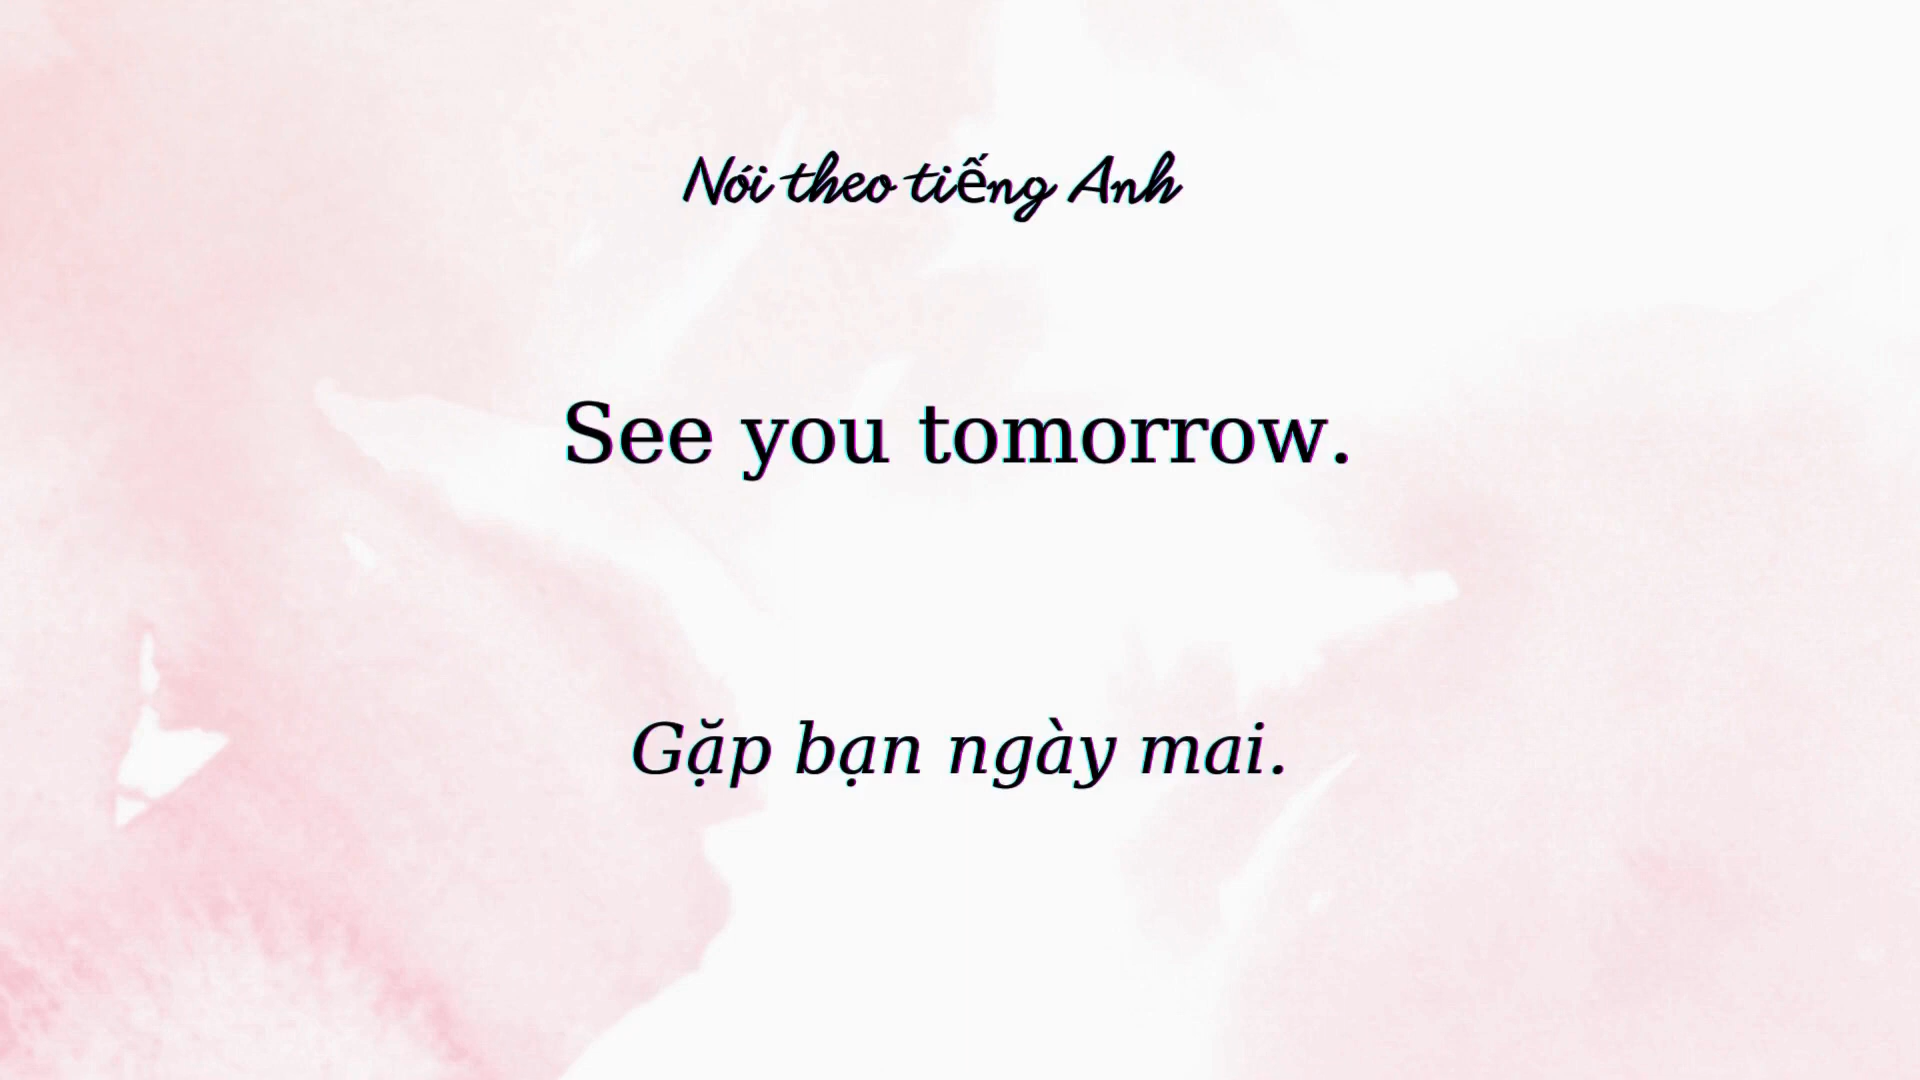 Nói theo tiếng Anh
See you tomorrow.
Gặp bạn ngày mai.